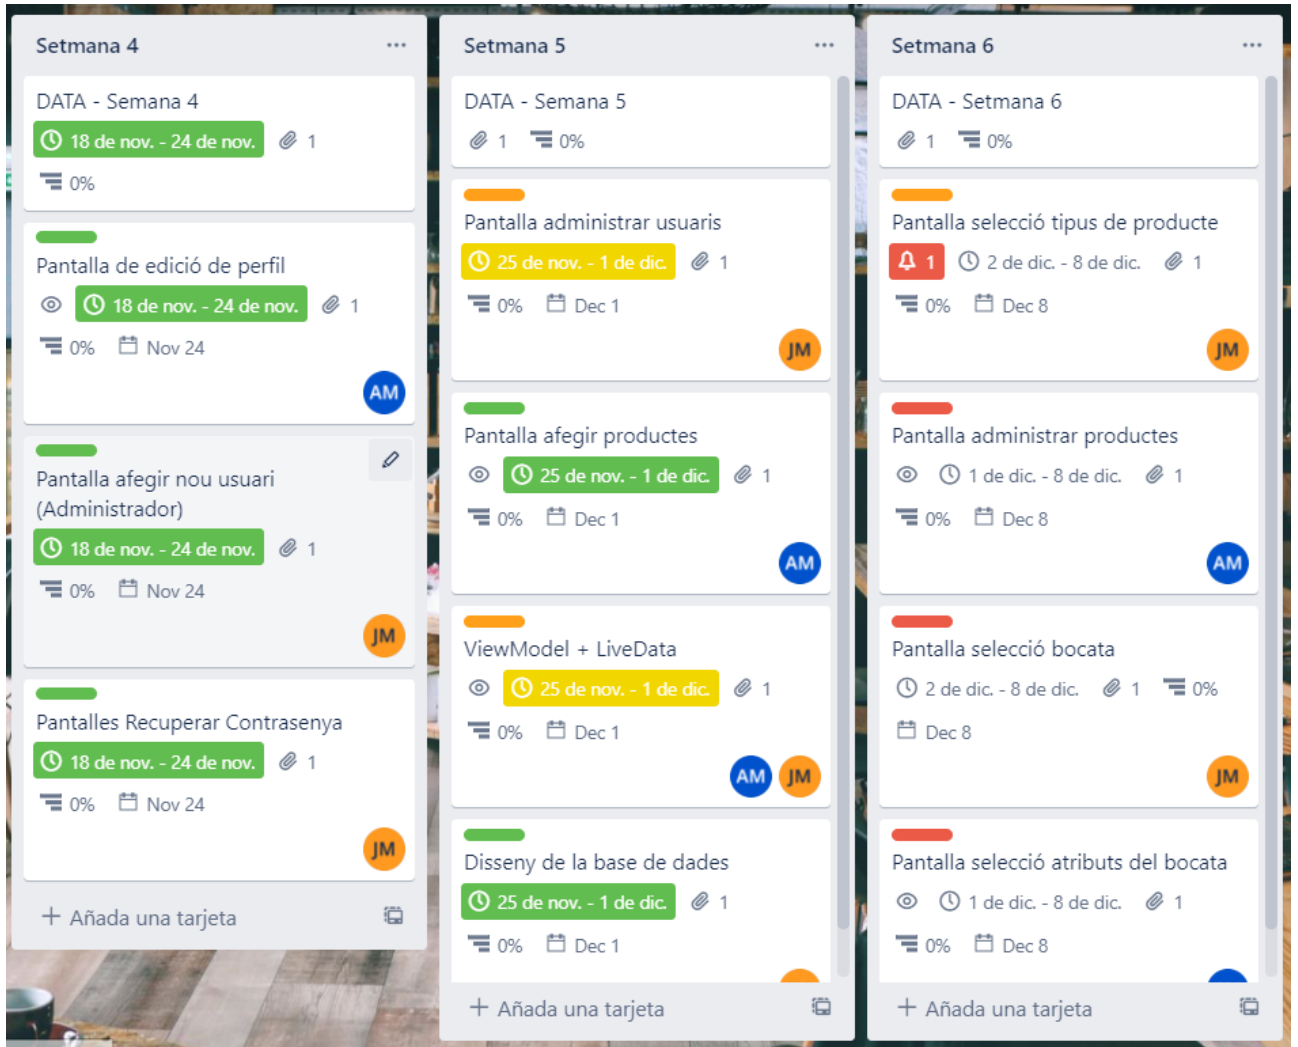 Setmana 4
DATA - Semana 4
18 de nov. - 24 de nov. 1
0%
Pantalla de edició de perfil
18 de nov. - 24 de nov. 1
0% Nov 24
AM
Pantalla afegir nou usuari
(Administrador)
18 de nov. - 24 de nov. 1
0% Nov 24
JM
Pantalles Recuperar Contrasenya
18 de nov. - 24 de nov. 1
0% Nov 24
JM
+ Añada una tarjeta
Setmana 5
DATA - Semana 5
1 0%
Pantalla administrar usuaris
25 de nov. - 1 de dic. 1
0% Dec 1
JM
Pantalla afegir productes
25 de nov. - 1 de dic. 1
0% Dec 1
AM
ViewModel + LiveData
25 de nov. - 1 de dic. 1
0% Dec 1
AM JM
Disseny de la base de dades
25 de nov. - 1 de dic. 1
0% Dec 1
+ Añada una tarjeta
Setmana 6
DATA - Setmana 6
1 0%
Pantalla selecció tipus de producte
1 2 de dic. - 8 de dic. 1
0% Dec 8
JM
Pantalla administrar productes
1 de dic. - 8 de dic. 1
0% Dec 8
AM
Pantalla selecció bocata
2 de dic. - 8 de dic. 1 0%
Dec 8
JM
Pantalla selecció atributs del bocata
1 de dic. - 8 de dic. 1
0% Dec 8
+ Añada una tarjeta